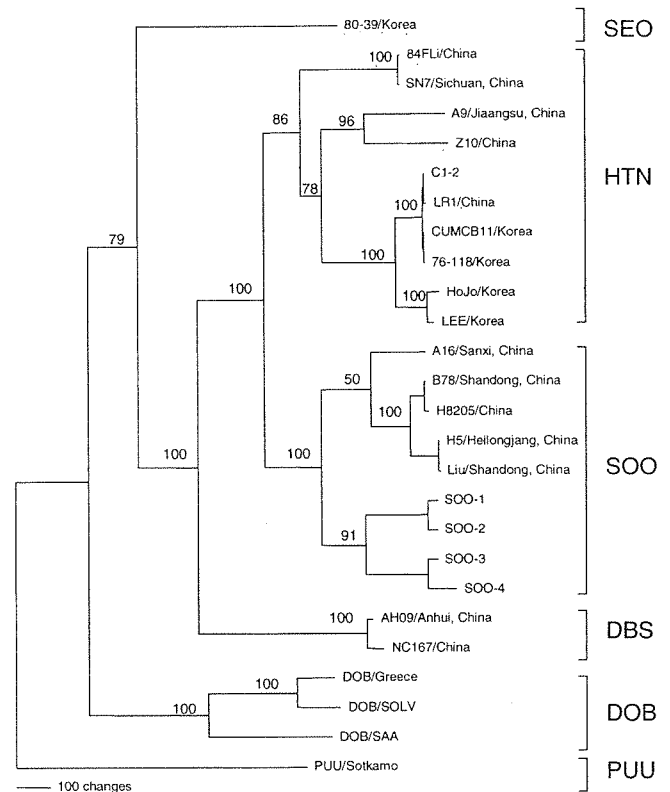 80-39/Korea
SEO
100
84FLi/China
SN7/Sichuan, China
86
96
A9/Jiaangsu, China
Z10/China
78
C1-2
HTN
100
LR1/China
CUMCB11/Korea
100
76-118/Korea
100
HoJo/Korea
LEE/Korea
79
100
A16/Sanxi, China
50
B78/Shandong, China
100
H8205/China
H5/Heilongjang, China
100
100
Liu/Shandong, China
SOO
SOO-1
SOO-2
91
SOO-3
SOO-4
100
AH09/Anhui, China
DBS
NC167/China
DOB/Greece
100
DOB/SOLV
100
DOB
DOB/SAA
PUU/Sotkamo
PUU
100 changes